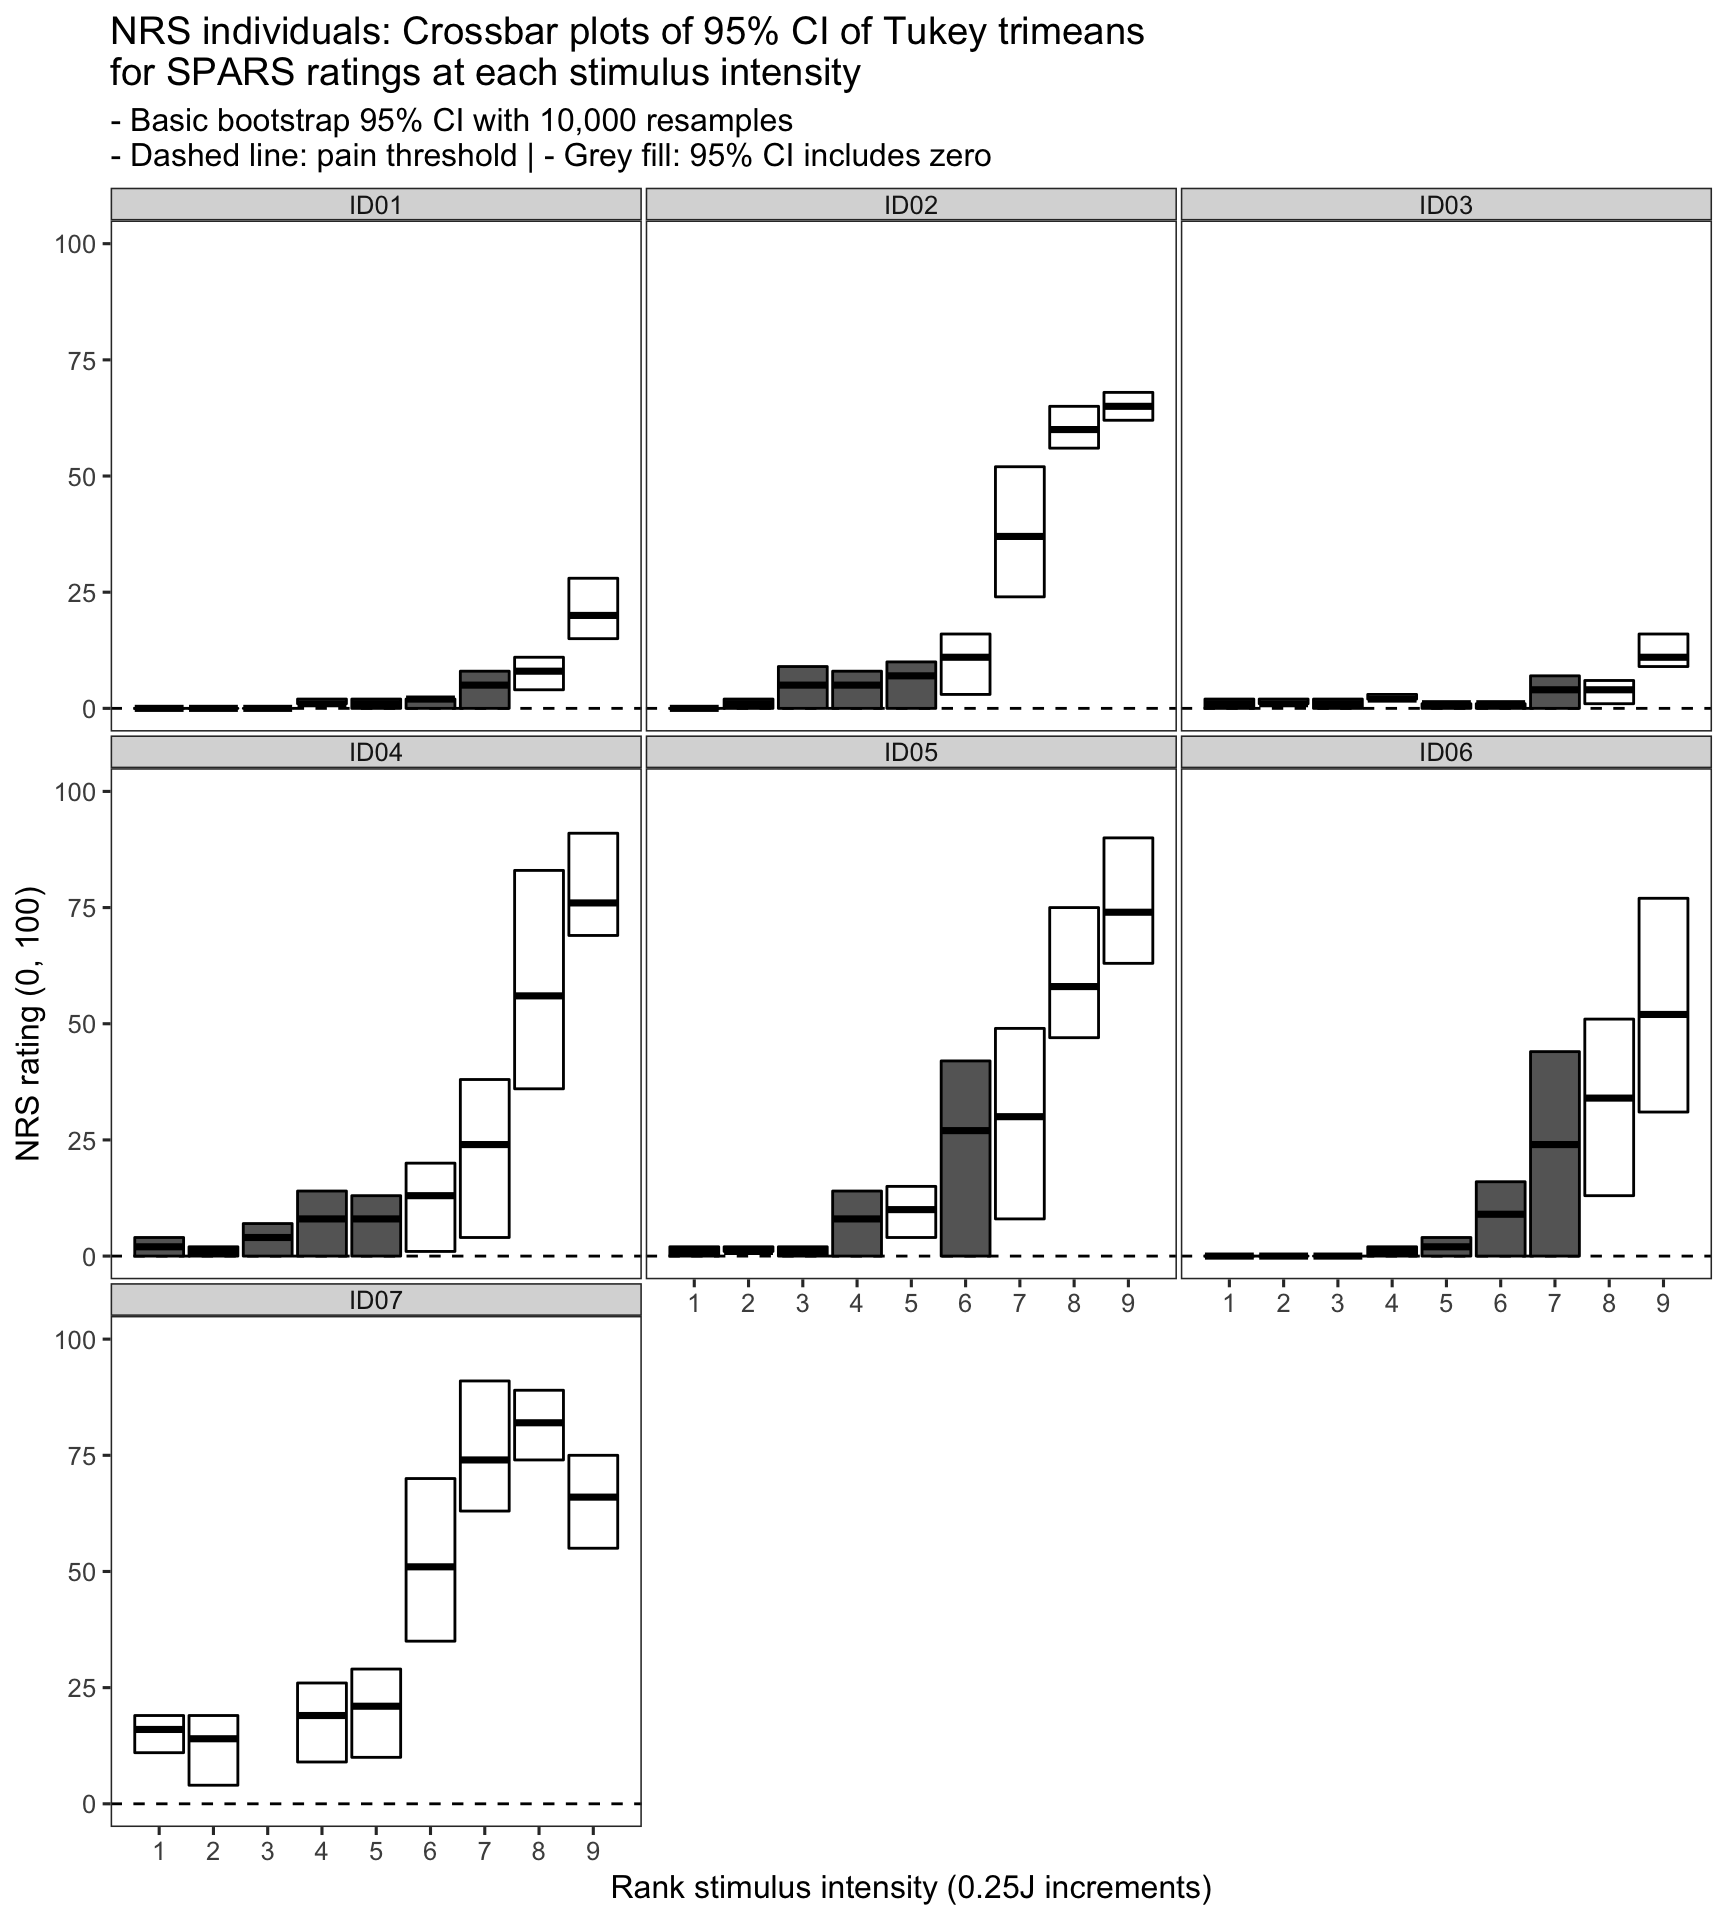 NRS individuals: Crossbar plots of 95% CI of Tukey trimeans
for SPARS ratings at each stimulus intensity
- Basic bootstrap 95% CI with 10,000 resamples
- Dashed line: pain threshold | - Grey fill: 95% CI includes zero
ID01 ID02 ID03
100
75
50
25
0
ID04 ID05 ID06
100
75
50
25
0
NRS rating (0, 100)
1 2 3 4 5 6 7 8 9
1 2 3 4 5 6 7 8 9
ID07
100
75
50
25
0
1 2 3 4 5 6 7 8 9
Rank stimulus intensity (0.25J increments)